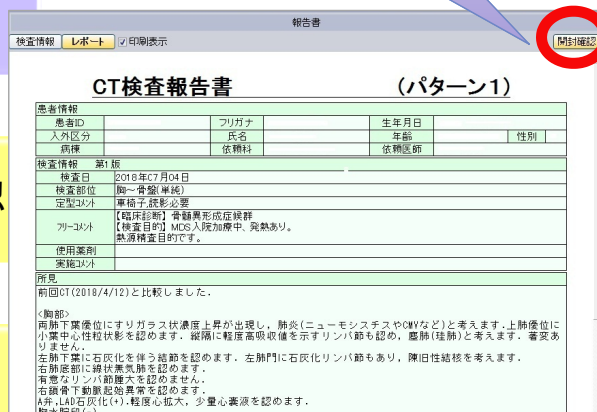 報告書
検査情報 レポート 印刷表示 開封確認
CT検査報告書 (パターン1)
患者情報
患者ID フリガナ 生年月日
入外区分 氏名 年齢 性別
病棟 依頼科 依頼医師
検査情報 第1版
検査日 2018年07月04日
検査部位 胸～骨盤(単純)
定型コメント 車椅子,読影必要
フリーコメント 【臨床診断】骨髄異形成症候群
【検査目的】MDS入院加療中、発熱あり。
熱源精査目的です。
使用薬剤
実施コメント
所見
前回CT(2018/4/12)と比較しました.
<胸部>
両肺下葉優位にすりガラス状濃度上昇が出現し，肺炎(ニューモシスチスやCMVなど)と考えます.上肺優位に
小葉中心性粒状影を認めます. 縦隔に軽度高吸収値を示すリンパ節も認め，塵肺(珪肺)と考えます. 著変あ
りません.
左肺下葉に石灰化を伴う結節を認めます. 左肺門に石灰化リンパ節もあり，陳旧性結核を考えます.
右肺底部に線状無気肺を認めます.
有意なリンパ節腫大を認めません.
右鎖骨下動脈起始異常を認めます.
A弁,LAD石灰化(+).軽度心拡大，少量心嚢液を認めます.